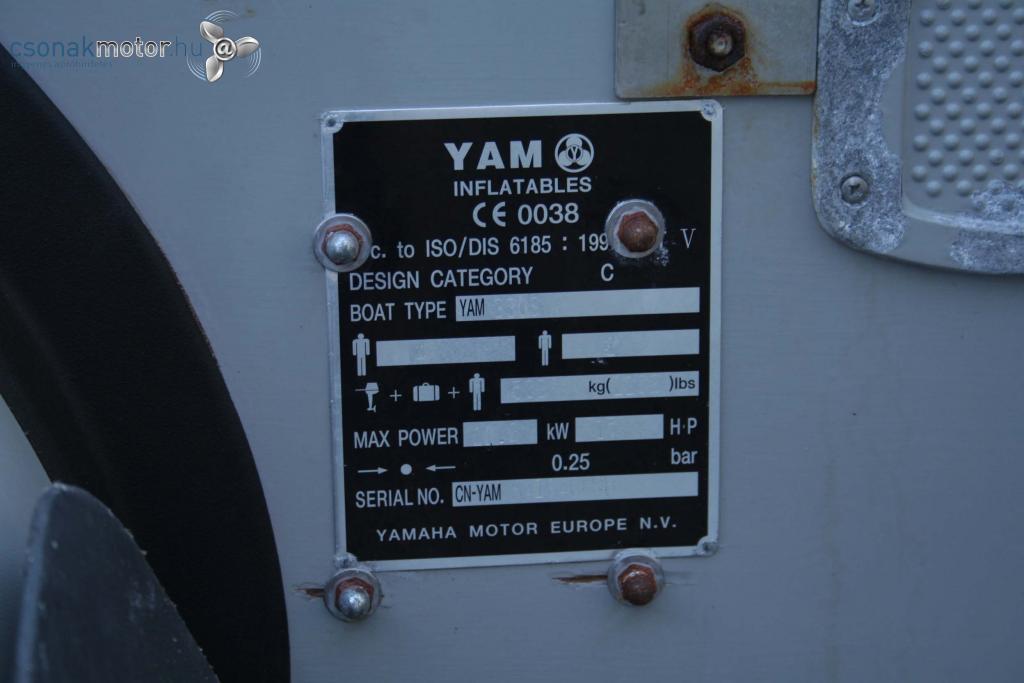 csonakmotor.hu
YAM
INFLATABLES
CE 0038
c. to ISO/DIS 6185 : 199 V
DESIGN CATEGORY C
BOAT TYPE YAM
+ + kg( )lbs
MAX POWER kW H·P
0.25 bar
SERIAL NO. CN-YAM
YAMAHA MOTOR EUROPE N.V.